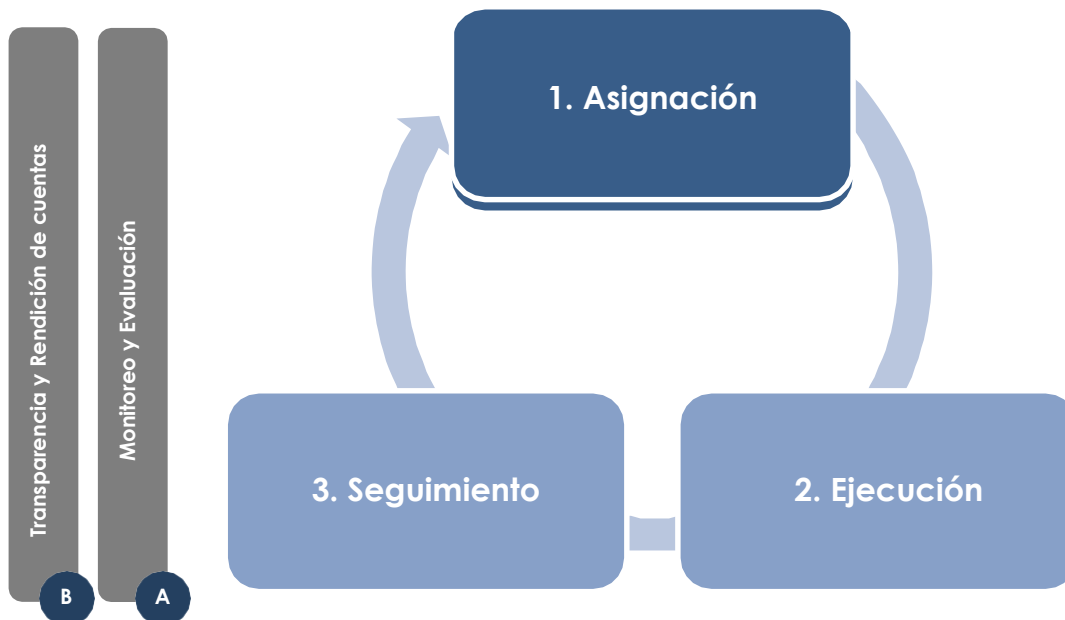 Transparencia y Rendición de cuentas
B
Monitoreo y Evaluación
A
1. Asignación
2. Ejecución
3. Seguimiento